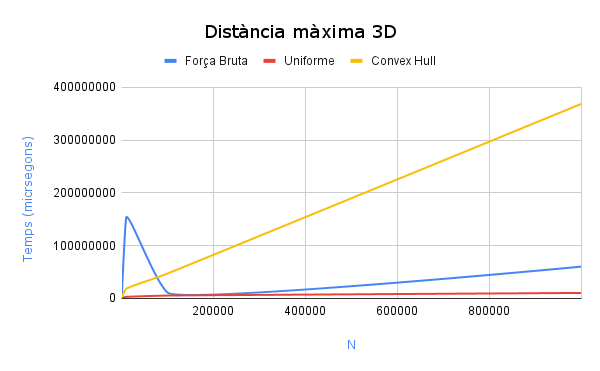 Distància màxima 3D
Força Bruta Uniforme Convex Hull
Temps (micrsegons)
400000000
300000000
200000000
100000000
0
200000 400000 600000 800000
N